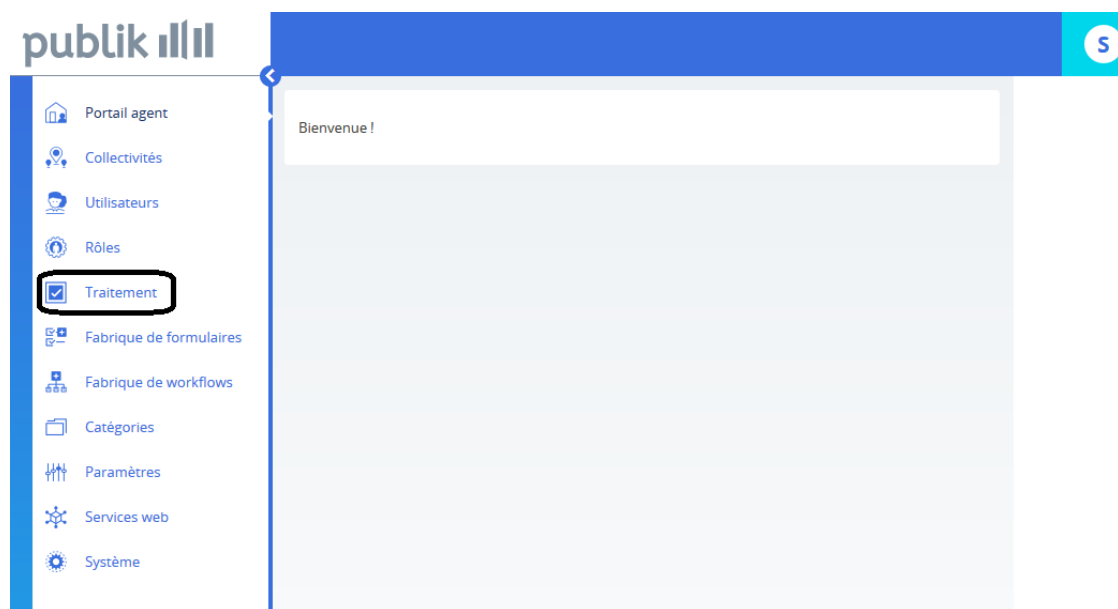 publik
S
Portail agent
Bienvenue !
Collectivités
Utilisateurs
Rôles
Traitement
Fabrique de formulaires
Fabrique de workflows
Catégories
Paramètres
Services web
Système